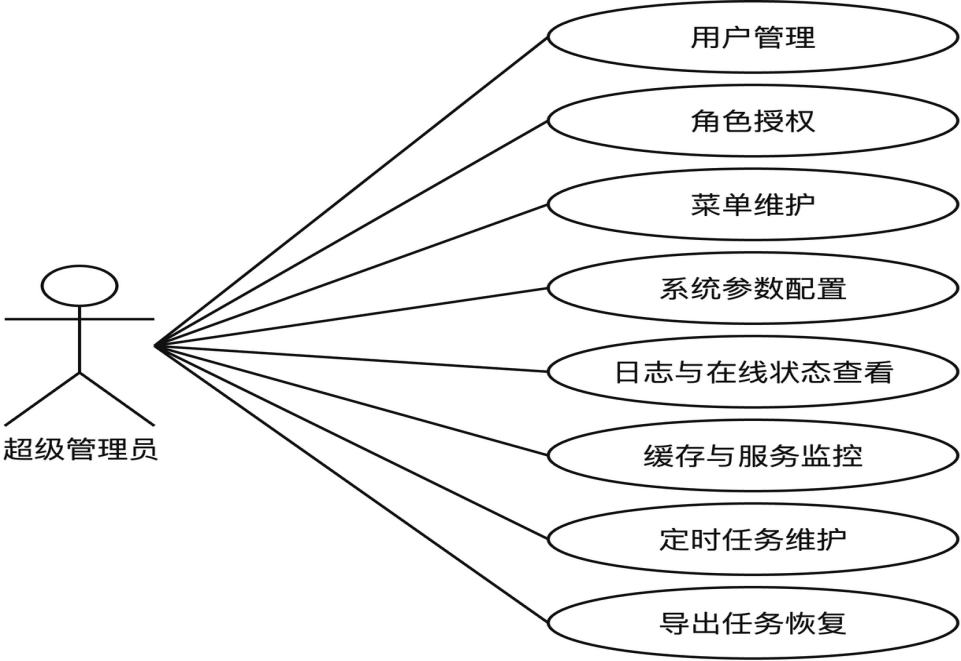 用户管理
角色授权
菜单维护
系统参数配置
日志与在线状态查看
缓存与服务监控
定时任务维护
导出任务恢复
超级管理员